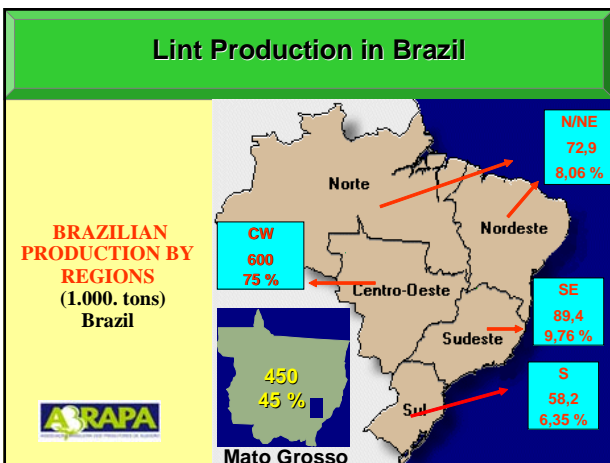 Lint Production in Brazil
BRAZILIAN
PRODUCTION BY
REGIONS
(1.000. tons)
Brazil
ABRAPA
N/NE
72,9
8,06 %
Norte
Nordeste
CW
600
75 %
Centro-Oeste
SE
89,4
9,76 %
Sudeste
S
58,2
6,35 %
Sul
450
45 %
Mato Grosso